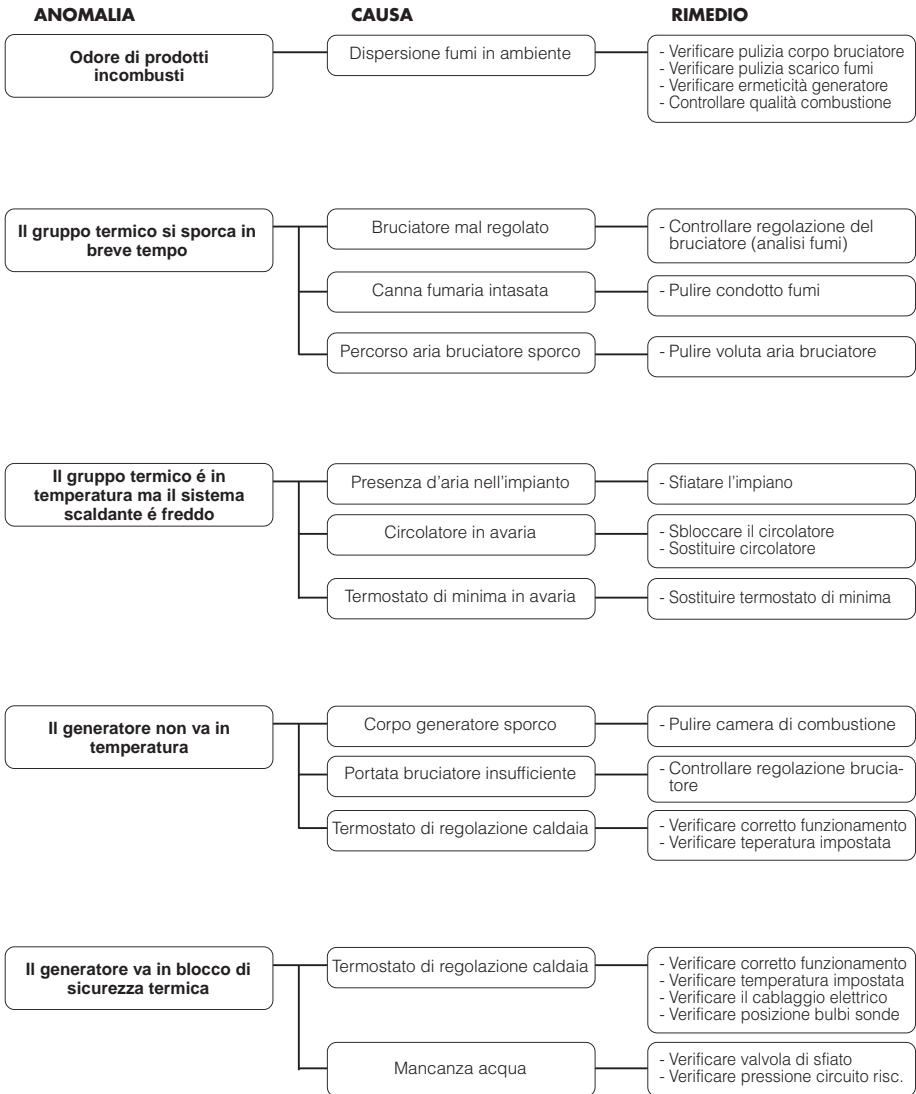 ANOMALIA CAUSA RIMEDIO
Odore di prodotti
incombusti
Dispersione fumi in ambiente
- Verificare pulizia corpo bruciatore
- Verificare pulizia scarico fumi
- Verificare ermeticità generatore
- Controllare qualità combustione
Il gruppo termico si sporca in
breve tempo
Bruciatore mal regolato
- Controllare regolazione del
bruciatore (analisi fumi)
Canna fumaria intasata
- Pulire condotto fumi
Percorso aria bruciatore sporco
- Pulire voluta aria bruciatore
Il gruppo termico é in
temperatura ma il sistema
scaldante é freddo
Presenza d'aria nell'impianto
- Sfiatare l'impiano
Circolatore in avaria
- Sbloccare il circolatore
- Sostituire circolatore
Termostato di minima in avaria
- Sostituire termostato di minima
Il generatore non va in
temperatura
Corpo generatore sporco
- Pulire camera di combustione
Portata bruciatore insufficiente
- Controllare regolazione brucia-
tore
Termostato di regolazione caldaia
- Verificare corretto funzionamento
- Verificare teperatura impostata
Il generatore va in blocco di
sicurezza termica
Termostato di regolazione caldaia
- Verificare corretto funzionamento
- Verificare temperatura impostata
- Verificare il cablaggio elettrico
- Verificare posizione bulbi sonde
Mancanza acqua
- Verificare valvola di sfiato
- Verificare pressione circuito risc.